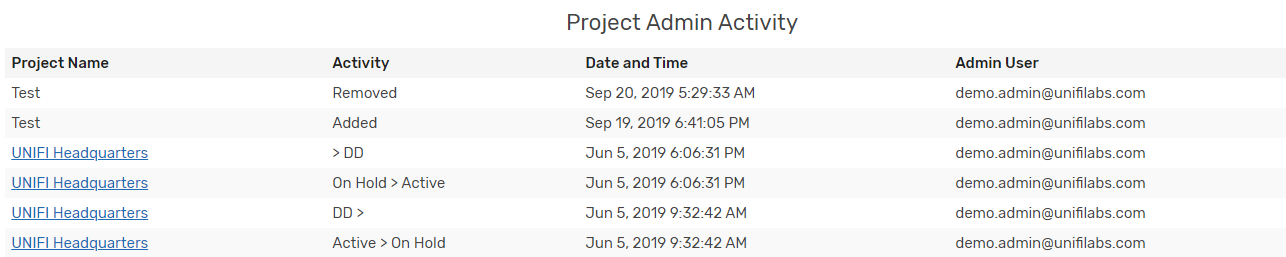 Project Admin Activity
Project Name Activity Date and Time Admin User
Test Removed Sep 20, 2019 5:29:33 AM demo.admin@unifilabs.com
Test Added Sep 19, 2019 6:41:05 PM demo.admin@unifilabs.com
UNIFI Headquarters > DD Jun 5, 2019 6:06:31 PM demo.admin@unifilabs.com
UNIFI Headquarters On Hold > Active Jun 5, 2019 6:06:31 PM demo.admin@unifilabs.com
UNIFI Headquarters DD > Jun 5, 2019 9:32:42 AM demo.admin@unifilabs.com
UNIFI Headquarters Active > On Hold Jun 5, 2019 9:32:42 AM demo.admin@unifilabs.com